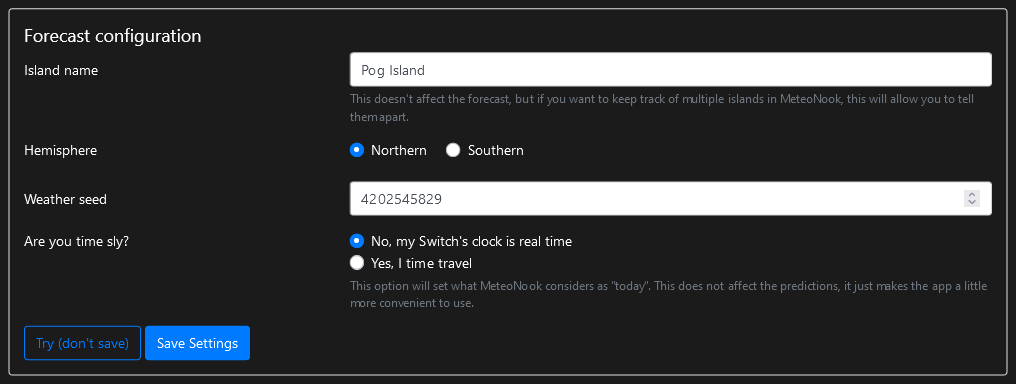 Forecast configuration
Island name
Pog Island
This doesn't affect the forecast, but if you want to keep track of multiple islands in MeteoNook, this will allow you to tell
themapart.
Hemisphere
Northern
Southern
Weather seed
4202545829
Are you time sly?
No, my Switch's clock is real time
Yes, I time travel
This option will set what MeteoNook considers as "today". This does not affect the predictions, it just makes the app a little
more convenient to use.
Try (don't save)
Save Settings